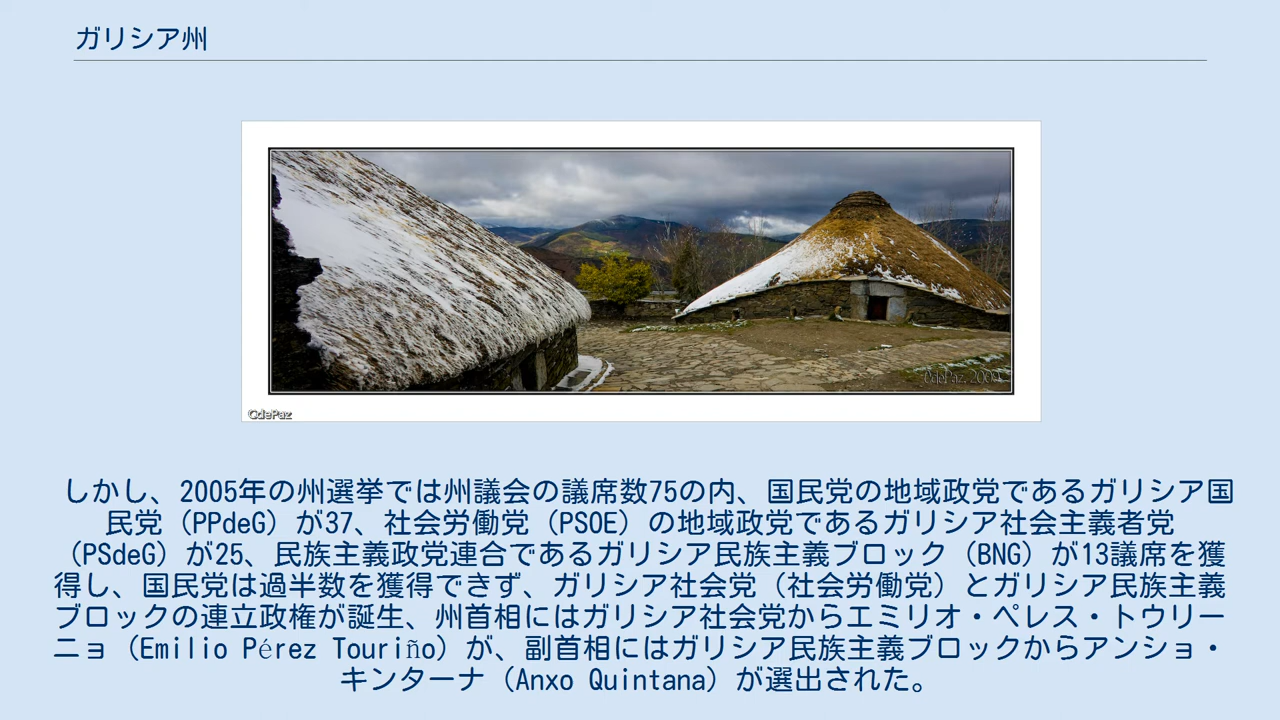 ガリシア州
©dePaz, 2009
©dePaz
しかし、2005年の州選挙では州議会の議席数75の内、国民党の地域政党であるガリシア国
民党（PPdeG）が37、社会労働党（PSOE）の地域政党であるガリシア社会主義者党
（PSdeG）が25、民族主義政党連合であるガリシア民族主義ブロック（BNG）が13議席を獲
得し、国民党は過半数を獲得できず、ガリシア社会党（社会労働党）とガリシア民族主義
ブロックの連立政権が誕生、州首相にはガリシア社会党からエミリオ・ペレス・トウリー
ニョ（Emilio Pérez Touriño）が、副首相にはガリシア民族主義ブロックからアンショ・
キンターナ（Anxo Quintana）が選出された。